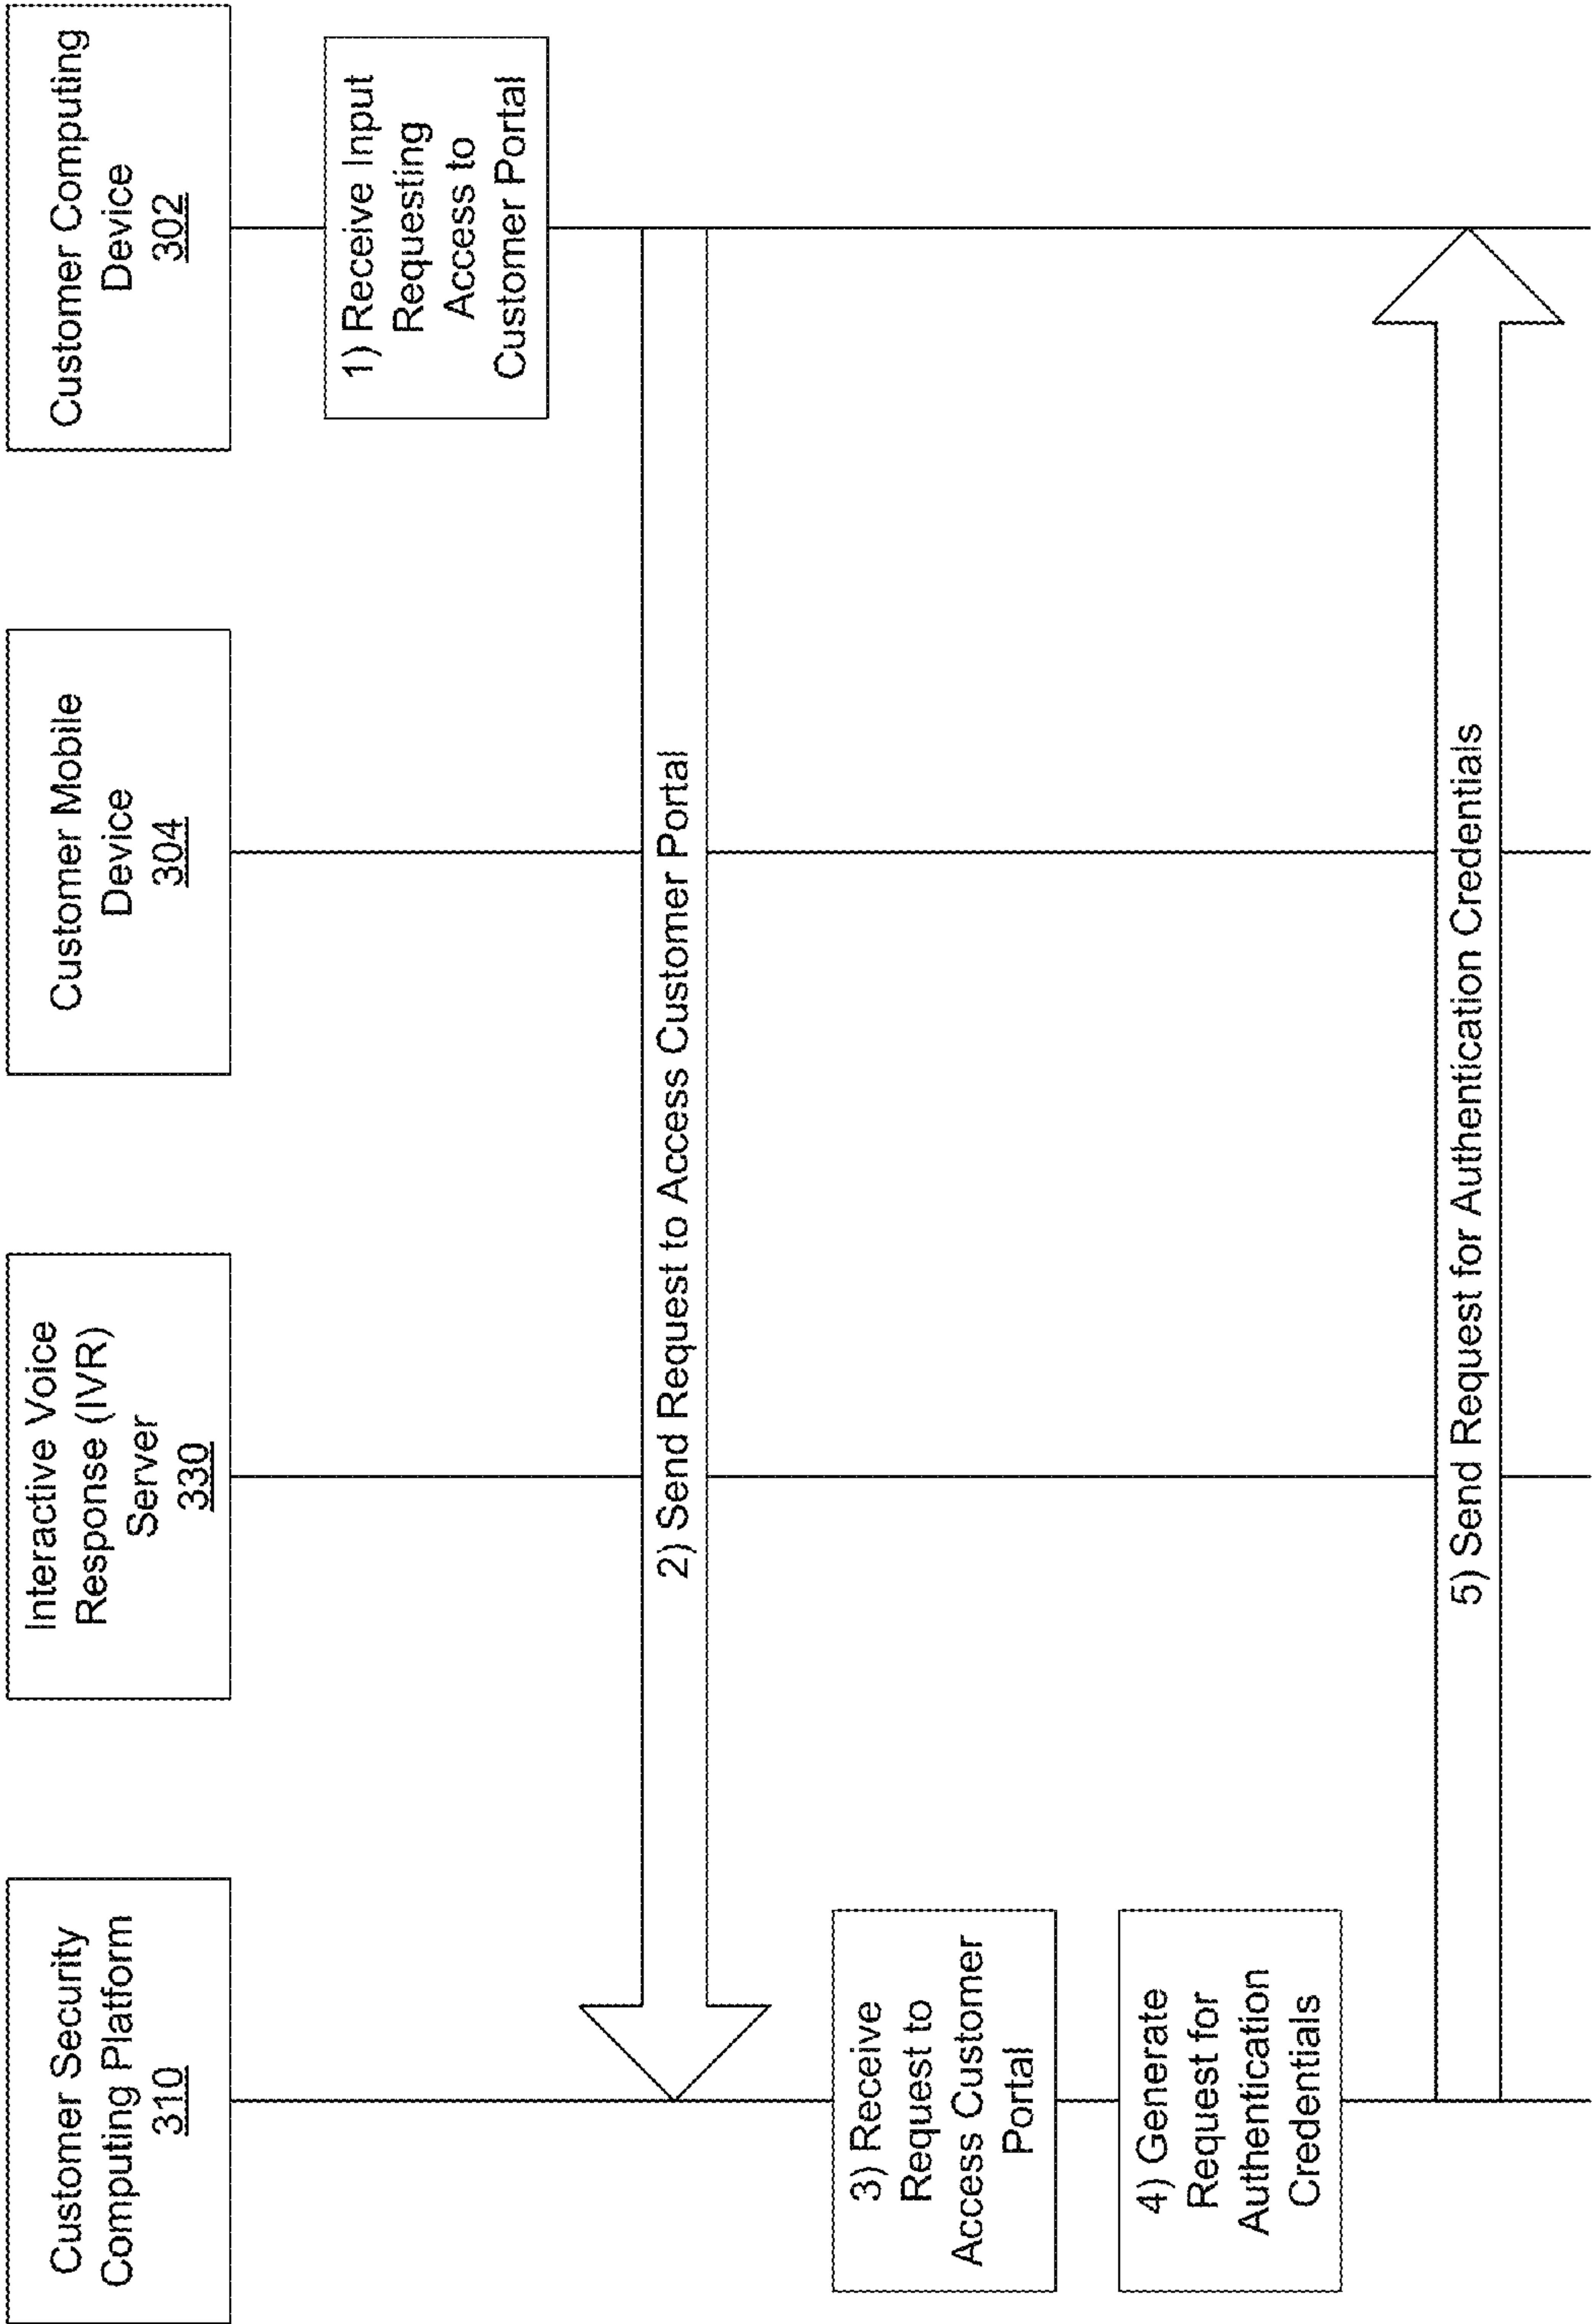 Customer Security
Computing Platform
310
Interactive Voice
Response (IVR)
Server
330
Customer Mobile
Device
304
Customer Computing
Device
302
1) Receive Input
Requesting
Access to
Customer Portal
2) Send Request to Access Customer Portal
3) Receive
Request to
Access Customer
Portal
4) Generate
Request for
Authentication
Credentials
5) Send Request for Authentication Credentials